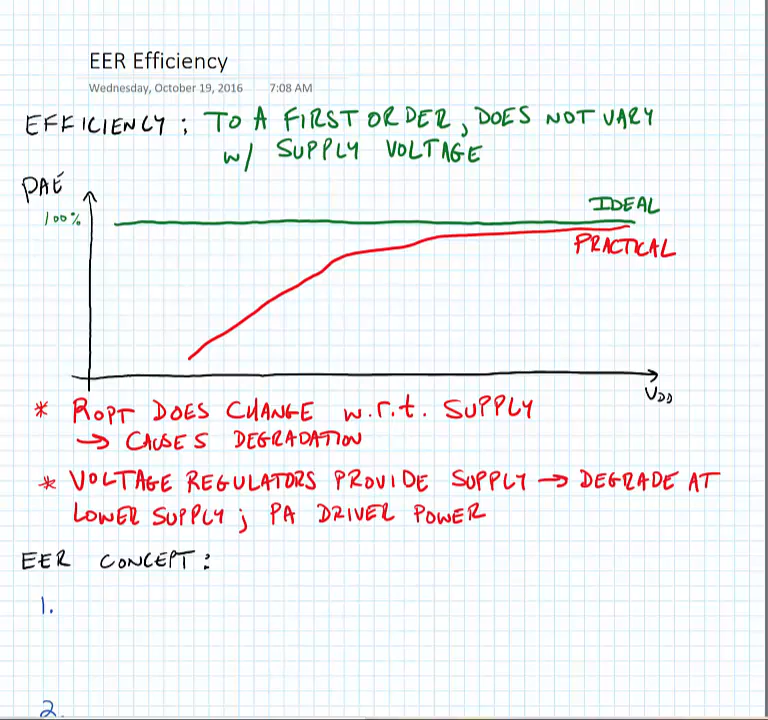 EER Efficiency
Wednesday, October 19, 2016 7:08 AM
EFFICIENCY: TO A FIRST ORDER, DOES NOT VARY
W/ SUPPLY VOLTAGE
PAE
100%
IDEAL
PRACTICAL
VDD
* ROPT DOES CHANGE w.r.t. SUPPLY
→ CAUSES DEGRADATION
* VOLTAGE REGULATORS PROVIDE SUPPLY → DEGRADE AT
LOWER SUPPLY; PA DRIVER POWER
EER CONCEPT:
1.
2.